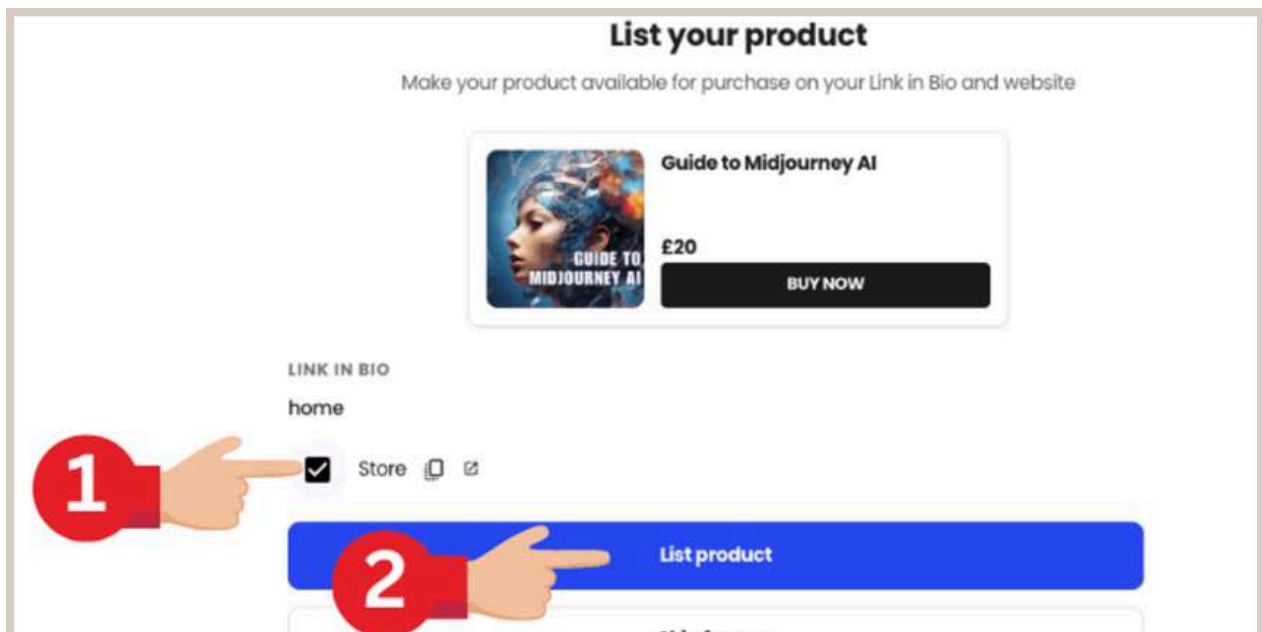 List your product
Make your product available for purchase on your Link in Bio and website
Guide to Midjourney AI
£20
GUIDE TO
MIDJOURNEY AI
BUY NOW
LINK IN BIO
home
1
Store
List product
2